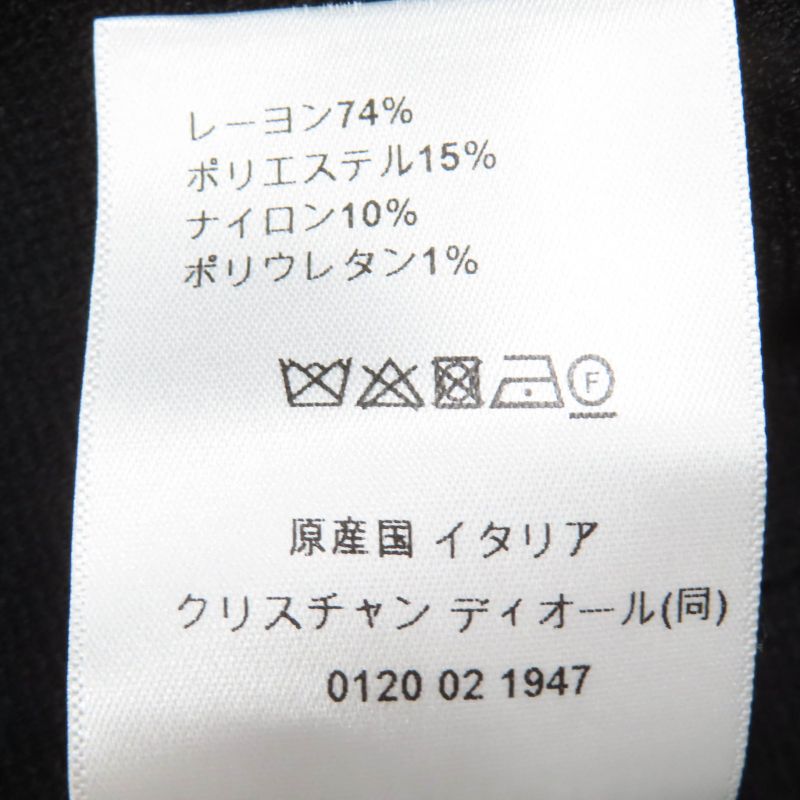 レーヨン74%
ポリエステル15%
ナイロン10%
ポリウレタン1%
F
原産国 イタリア
クリスチャン ディオール(同)
0120 02 1947